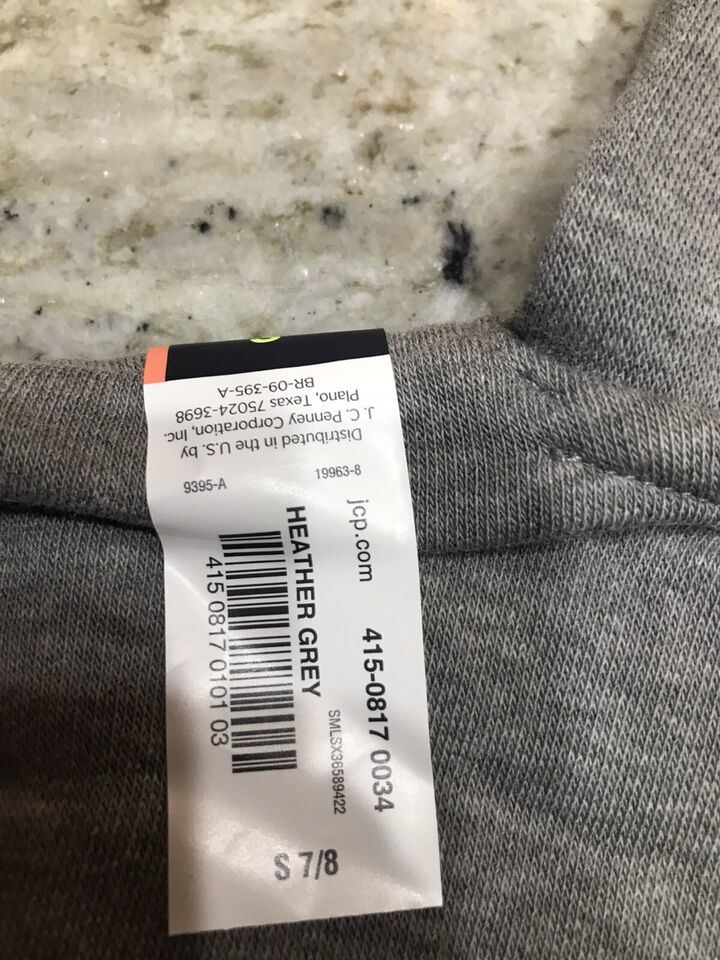 Distributed in the U.S. by
J. C. Penney Corporation, Inc.
Plano, Texas 75024-3698
BR-09-395-A
9395-A
19963-8
jcp.com
415-0817 0034
SMLSX36589422
HEATHER GREY
415 0817 0101 03
S 7/8